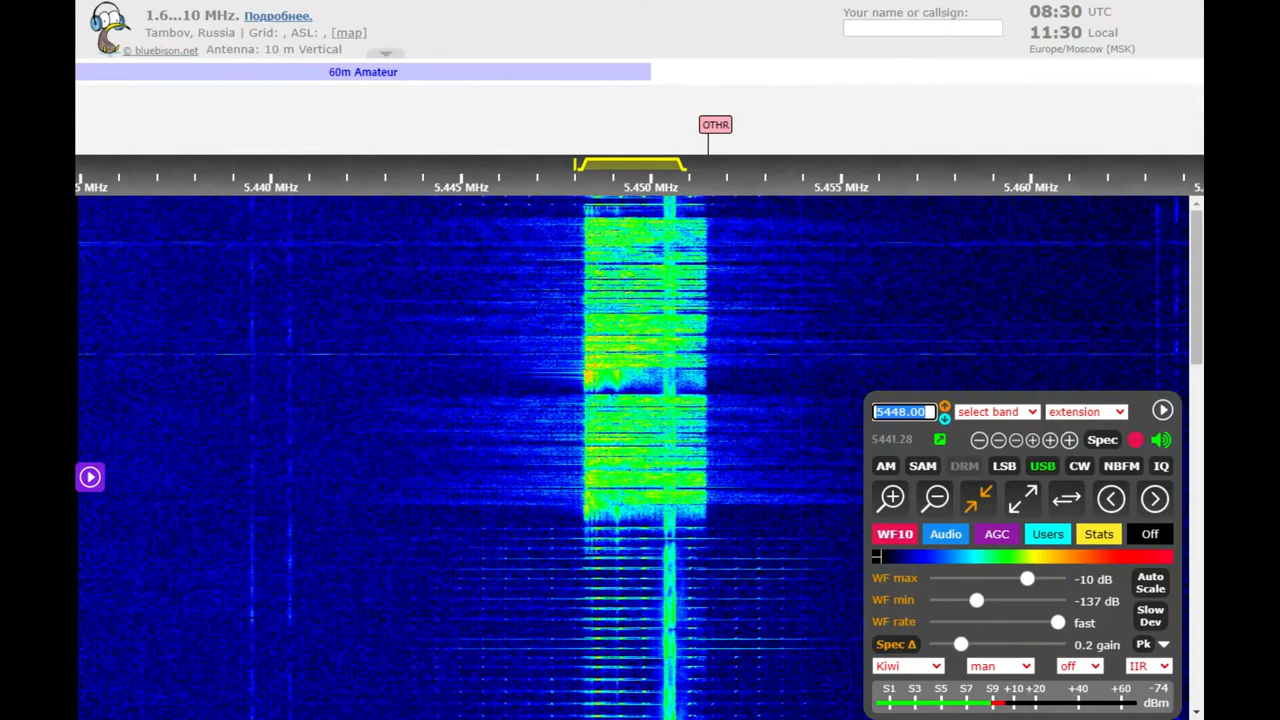 1.6...10 MHz. Подробнее.
Tambov, Russia | Grid: , ASL: , [map]
© bluebison.net Antenna: 10 m Vertical
Your name or callsign:
08:30 UTC
11:30 Local
Europe/Moscow (MSK)
60m Amateur
OTHR
5 MHz 5.440 MHz 5.445 MHz 5.450 MHz 5.455 MHz 5.460 MHz 5.
5448.00 select band extension
5441.28 Spec
AM SAM DRM LSB USB CW NBFM IQ
WF10 Audio AGC Users Stats Off
WF max -10 dB Auto Scale
WF min -137 dB
WF rate fast Slow Dev
Spec Δ 0.2 gain Pk
Kiwi man off IIR
S1 S3 S5 S7 S9 +10 +20 +40 +60 -74
dBm